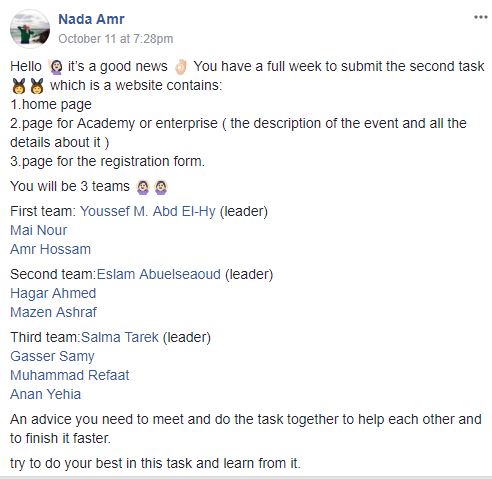 Nada Amr
October 11 at 7:28pm
Hello 🙋🏻 it's a good news 👌🏻 You have a full week to submit the second task
👯 👯 which is a website contains:
1.home page
2.page for Academy or enterprise ( the description of the event and all the
details about it )
3.page for the registration form.
You will be 3 teams 🙆🏻 🙆🏻
First team: Youssef M. Abd El-Hy (leader)
Mai Nour
Amr Hossam
Second team:Eslam Abuelseaoud (leader)
Hagar Ahmed
Mazen Ashraf
Third team:Salma Tarek (leader)
Gasser Samy
Muhammad Refaat
Anan Yehia
An advice you need to meet and do the task together to help each other and
to finish it faster.
try to do your best in this task and learn from it.